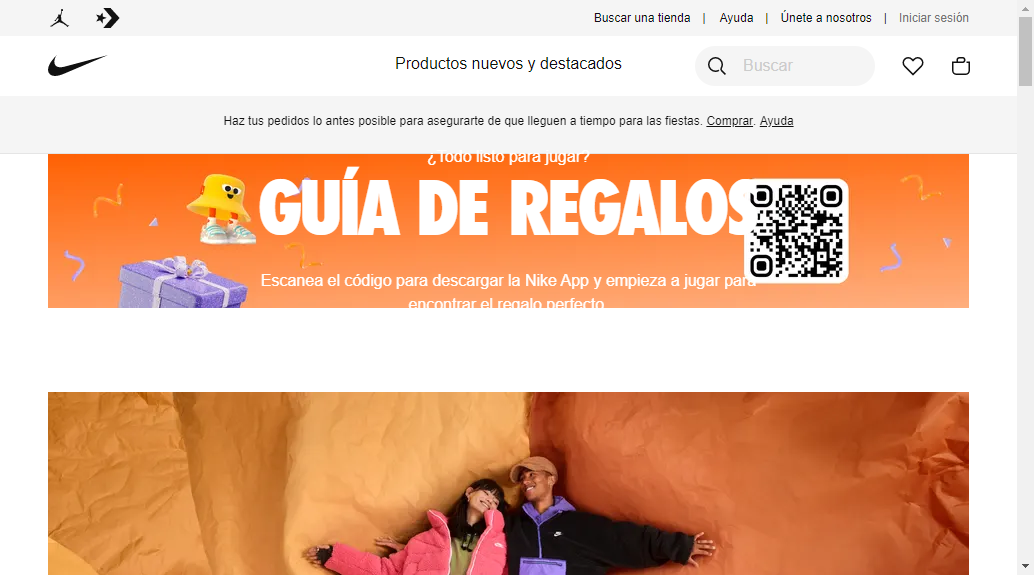 Buscar una tienda | Ayuda | Únete a nosotros | Iniciar sesión
Productos nuevos y destacados
Buscar
Haz tus pedidos lo antes posible para asegurarte de que lleguen a tiempo para las fiestas. Comprar. Ayuda
¿Todo listo para jugar?
GUÍA DE REGALOS
Escanea el código para descargar la Nike App y empieza a jugar para
encontrar el regalo perfecto